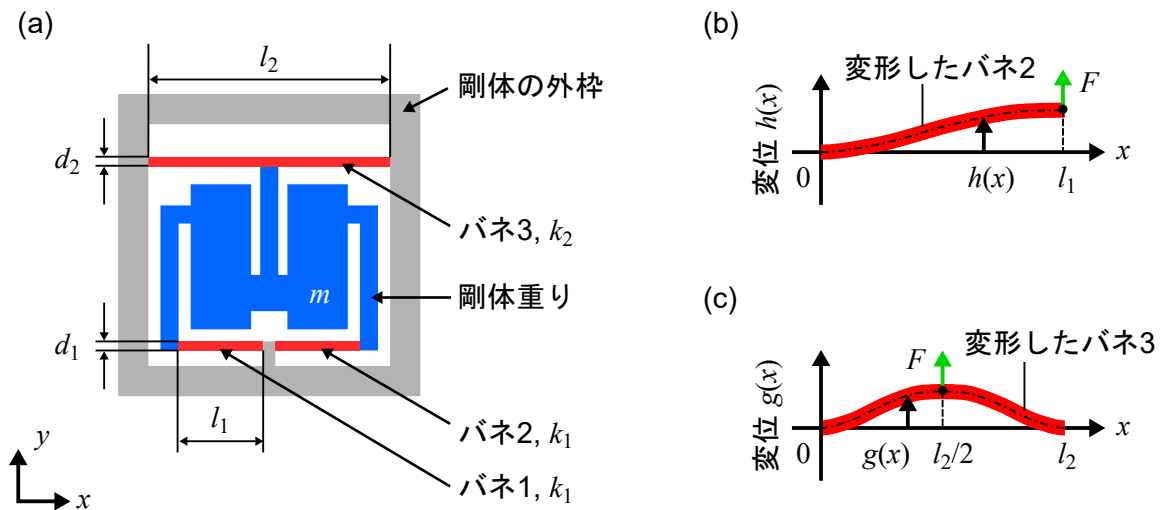 (a)
l₂
剛体の外枠
d₂
バネ3, k₂
m
剛体重り
d₁
l₁
バネ2, k₁
バネ1, k₁
y
x
(b)
変形したバネ2
F
変位 h(x)
0
h(x)
l₁
x
(c)
変形したバネ3
F
変位 g(x)
0
g(x)
l₂/2
l₂
x